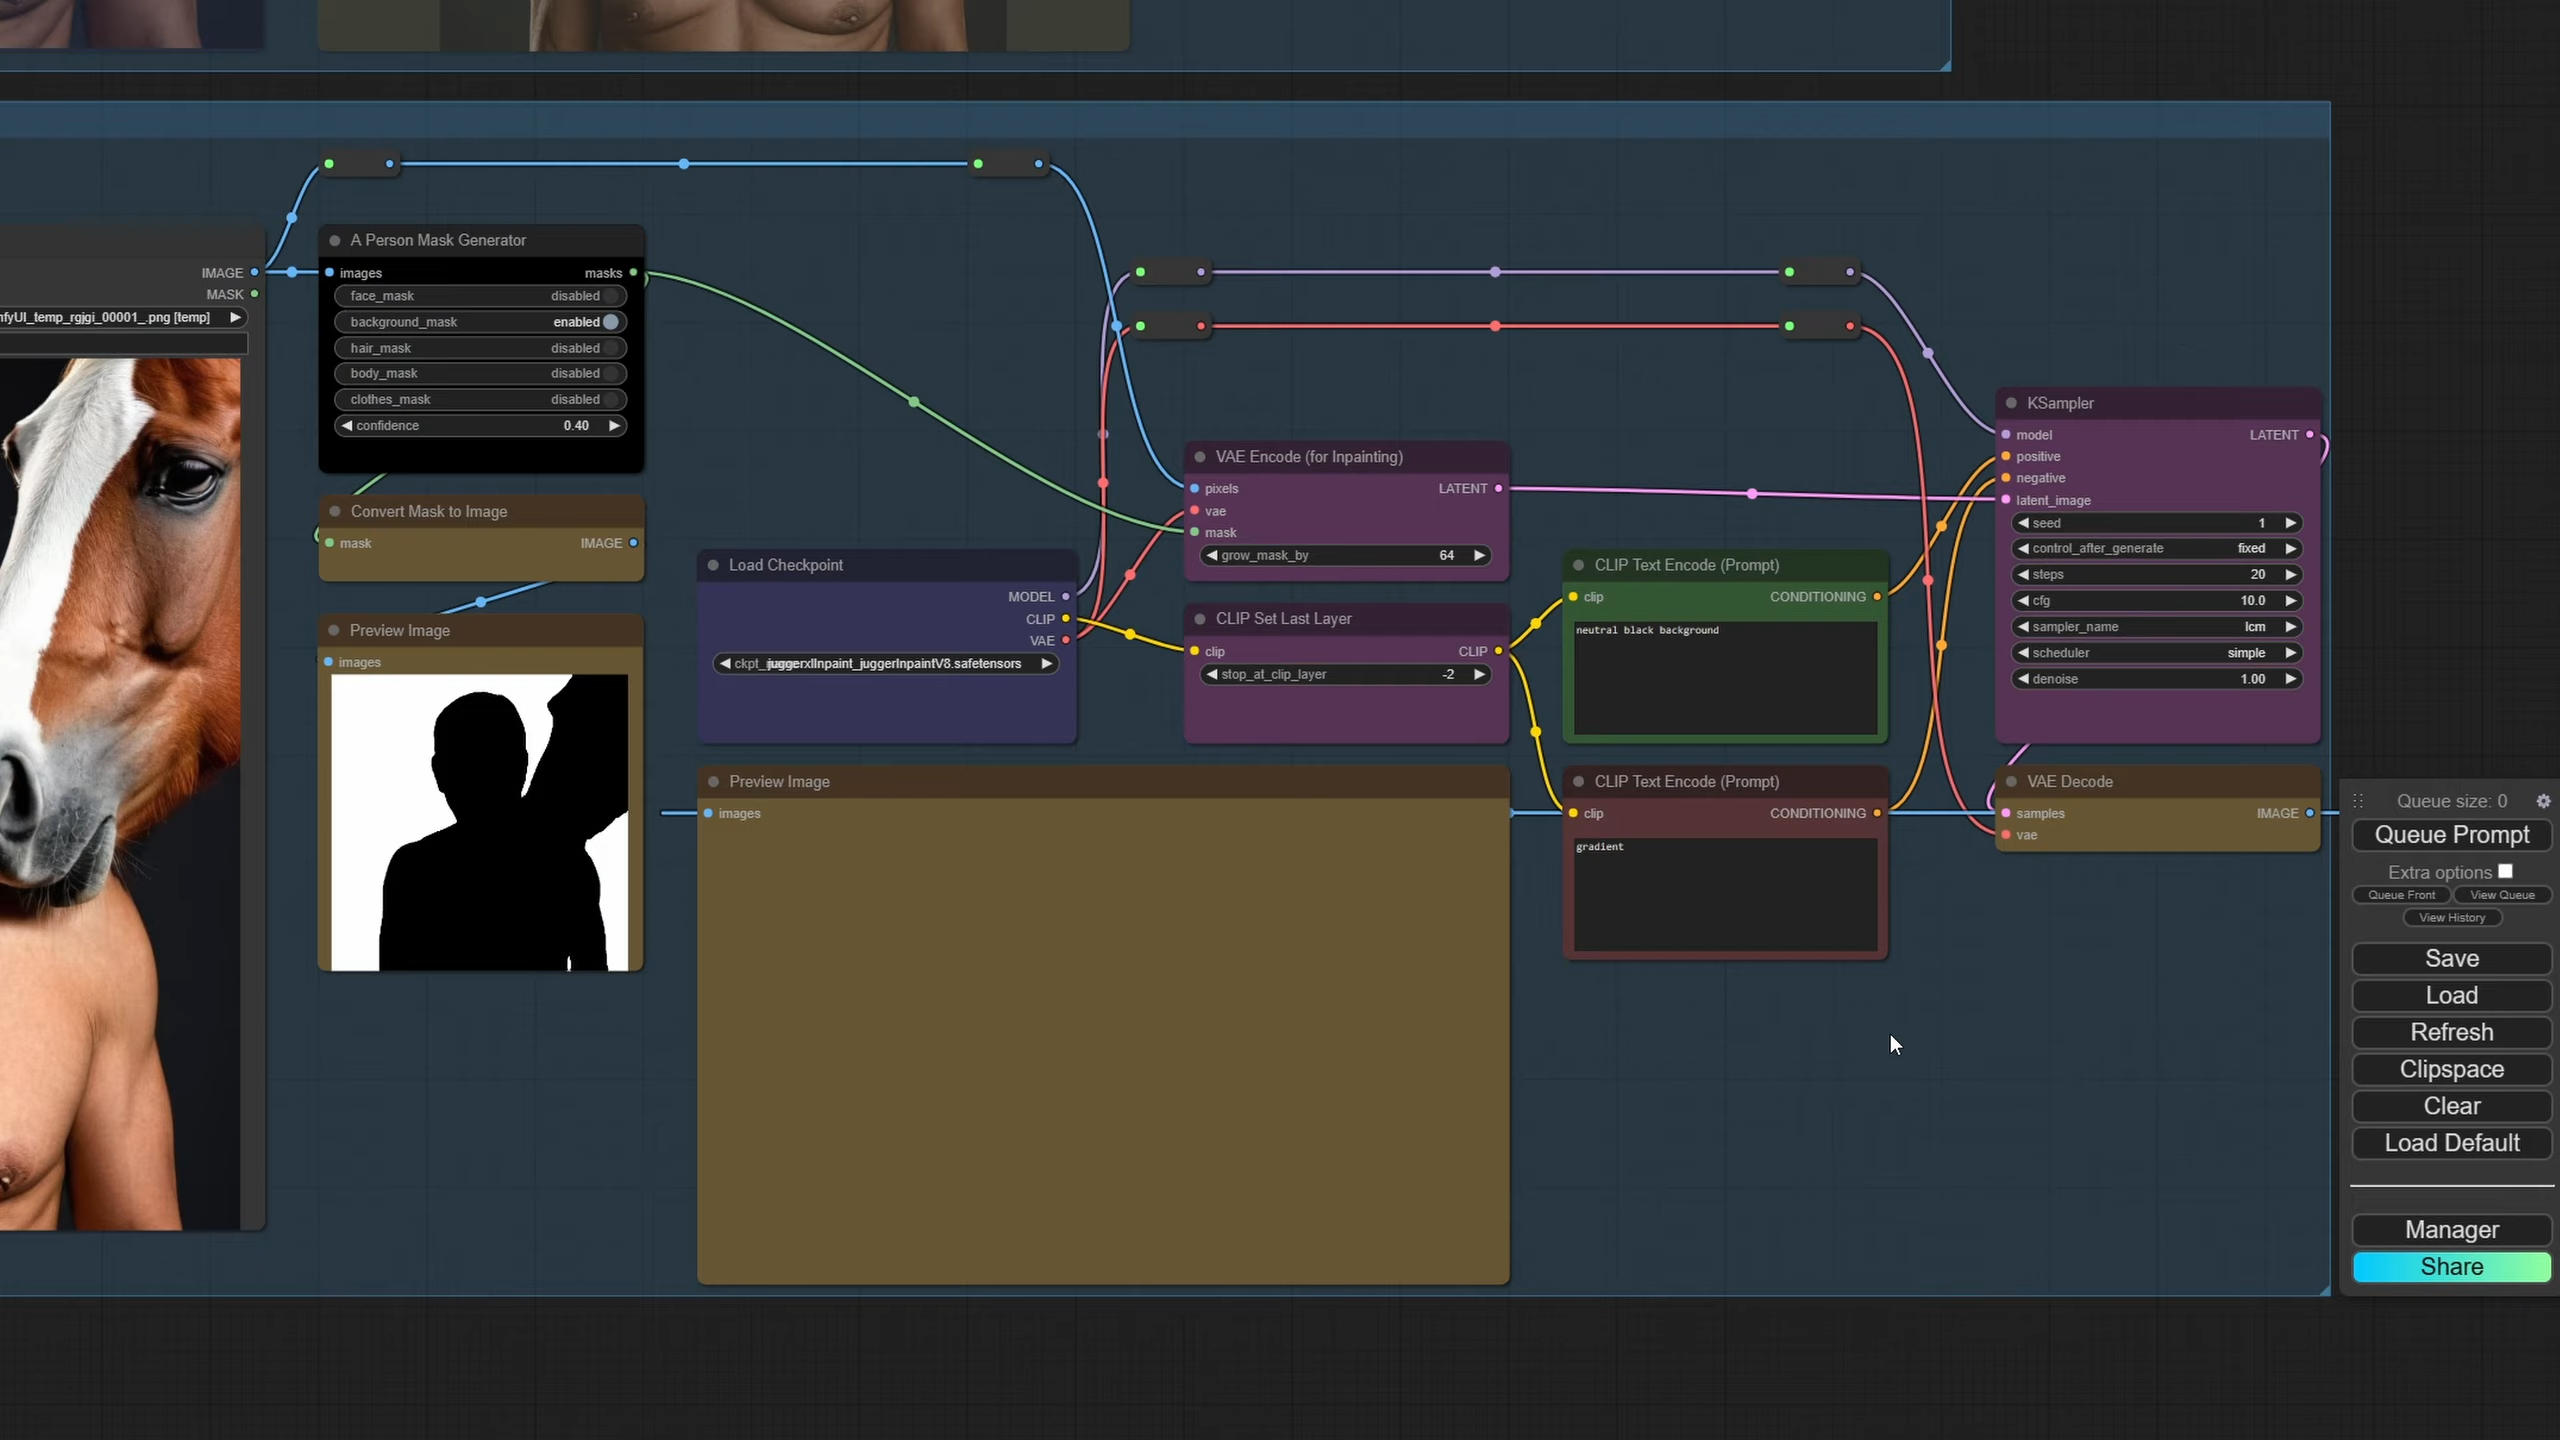 IMAGE
MASK
nfyUI_temp_rgjgi_00001_.png [temp]
A Person Mask Generator
images masks
face_mask disabled
background_mask enabled
hair_mask disabled
body_mask disabled
clothes_mask disabled
confidence 0.40
Convert Mask to Image
mask IMAGE
Preview Image
images
Load Checkpoint
MODEL
CLIP
VAE
juggerxlInpaint_juggerInpaintV8.safetensors
VAE Encode (for Inpainting)
pixels LATENT
vae
mask
grow_mask_by 64
CLIP Set Last Layer
clip CLIP
stop_at_clip_layer -2
Preview Image
images
CLIP Text Encode (Prompt)
clip CONDITIONING
neutral black background
CLIP Text Encode (Prompt)
clip CONDITIONING
gradient
KSampler
model LATENT
positive
negative
latent_image
seed 1
control_after_generate fixed
steps 20
cfg 10.0
sampler_name lcm
scheduler simple
denoise 1.00
VAE Decode
samples IMAGE
vae
Queue size: 0
Queue Prompt
Extra options
Queue Front View Queue
View History
Save
Load
Refresh
Clipspace
Clear
Load Default
Manager
Share